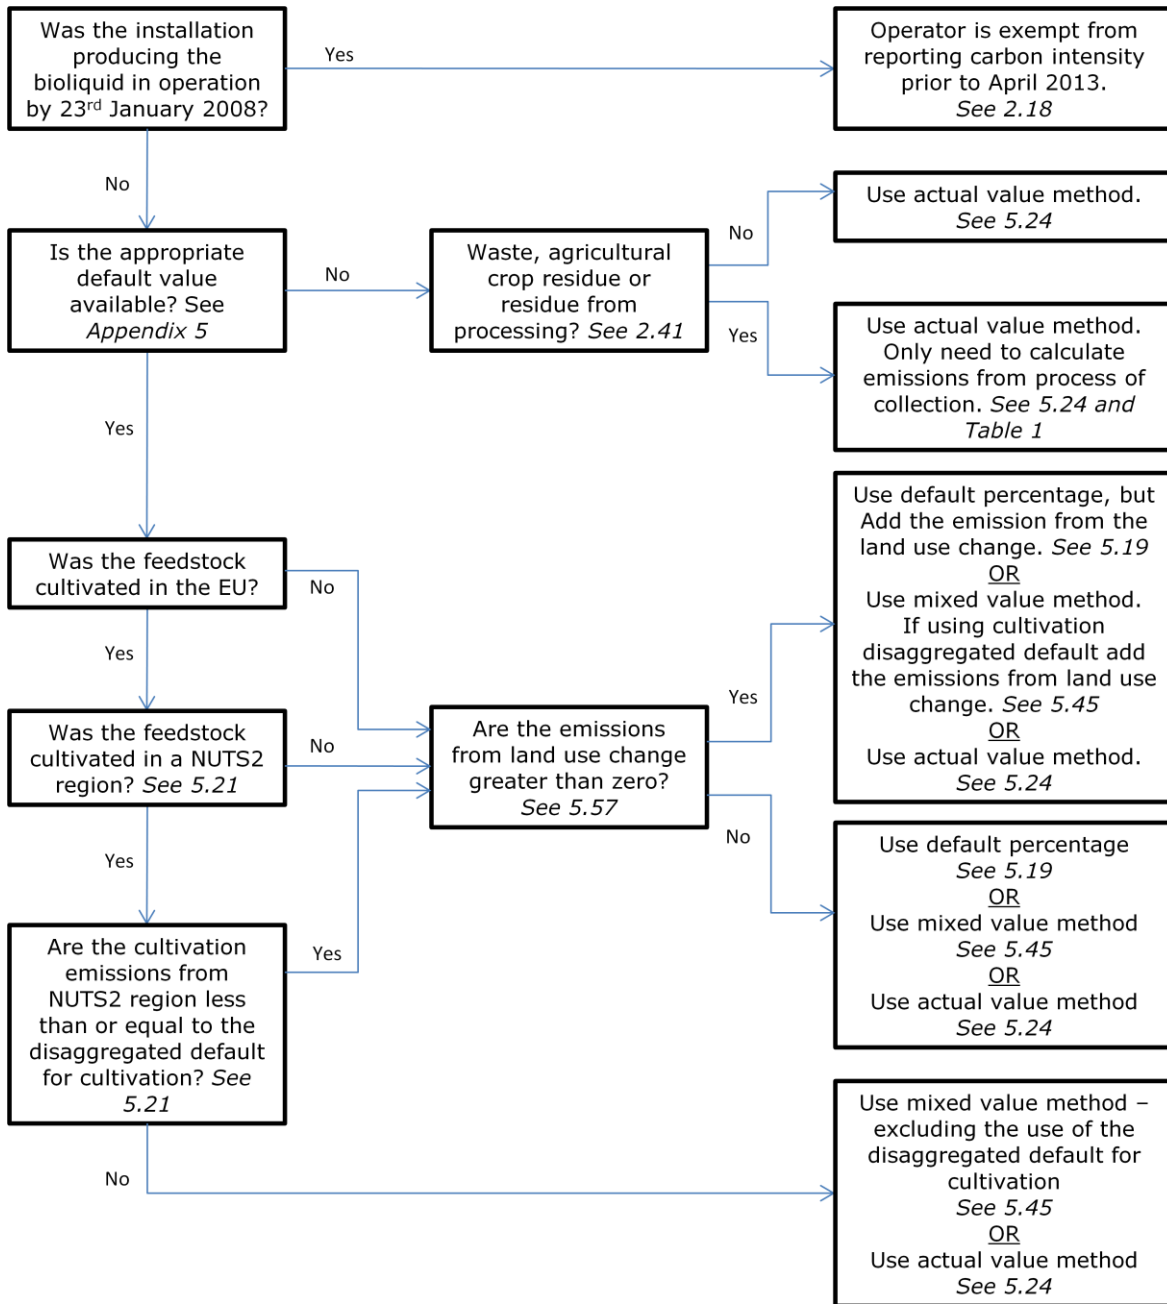 Was the installation
producing the
bioliquid in operation
by 23rd January 2008?
Yes
Operator is exempt from
reporting carbon intensity
prior to April 2013.
See 2.18
No
Is the appropriate
default value
available? See
Appendix 5
No
Waste, agricultural
crop residue or
residue from
processing? See 2.41
No
Use actual value method.
See 5.24
Yes
Use actual value method.
Only need to calculate
emissions from process of
collection. See 5.24 and
Table 1
Yes
Was the feedstock
cultivated in the EU?
No
Yes
Was the feedstock
cultivated in a NUTS2
region? See 5.21
No
Are the emissions
from land use change
greater than zero?
See 5.57
Yes
Use default percentage, but
Add the emission from the
land use change. See 5.19
OR
Use mixed value method.
If using cultivation
disaggregated default add
the emissions from land use
change. See 5.45
OR
Use actual value method.
See 5.24
No
Use default percentage
See 5.19
OR
Use mixed value method
See 5.45
OR
Use actual value method
See 5.24
Yes
Are the cultivation
emissions from
NUTS2 region less
than or equal to the
disaggregated default
for cultivation? See
5.21
Yes
No
Use mixed value method –
excluding the use of the
disaggregated default for
cultivation
See 5.45
OR
Use actual value method
See 5.24